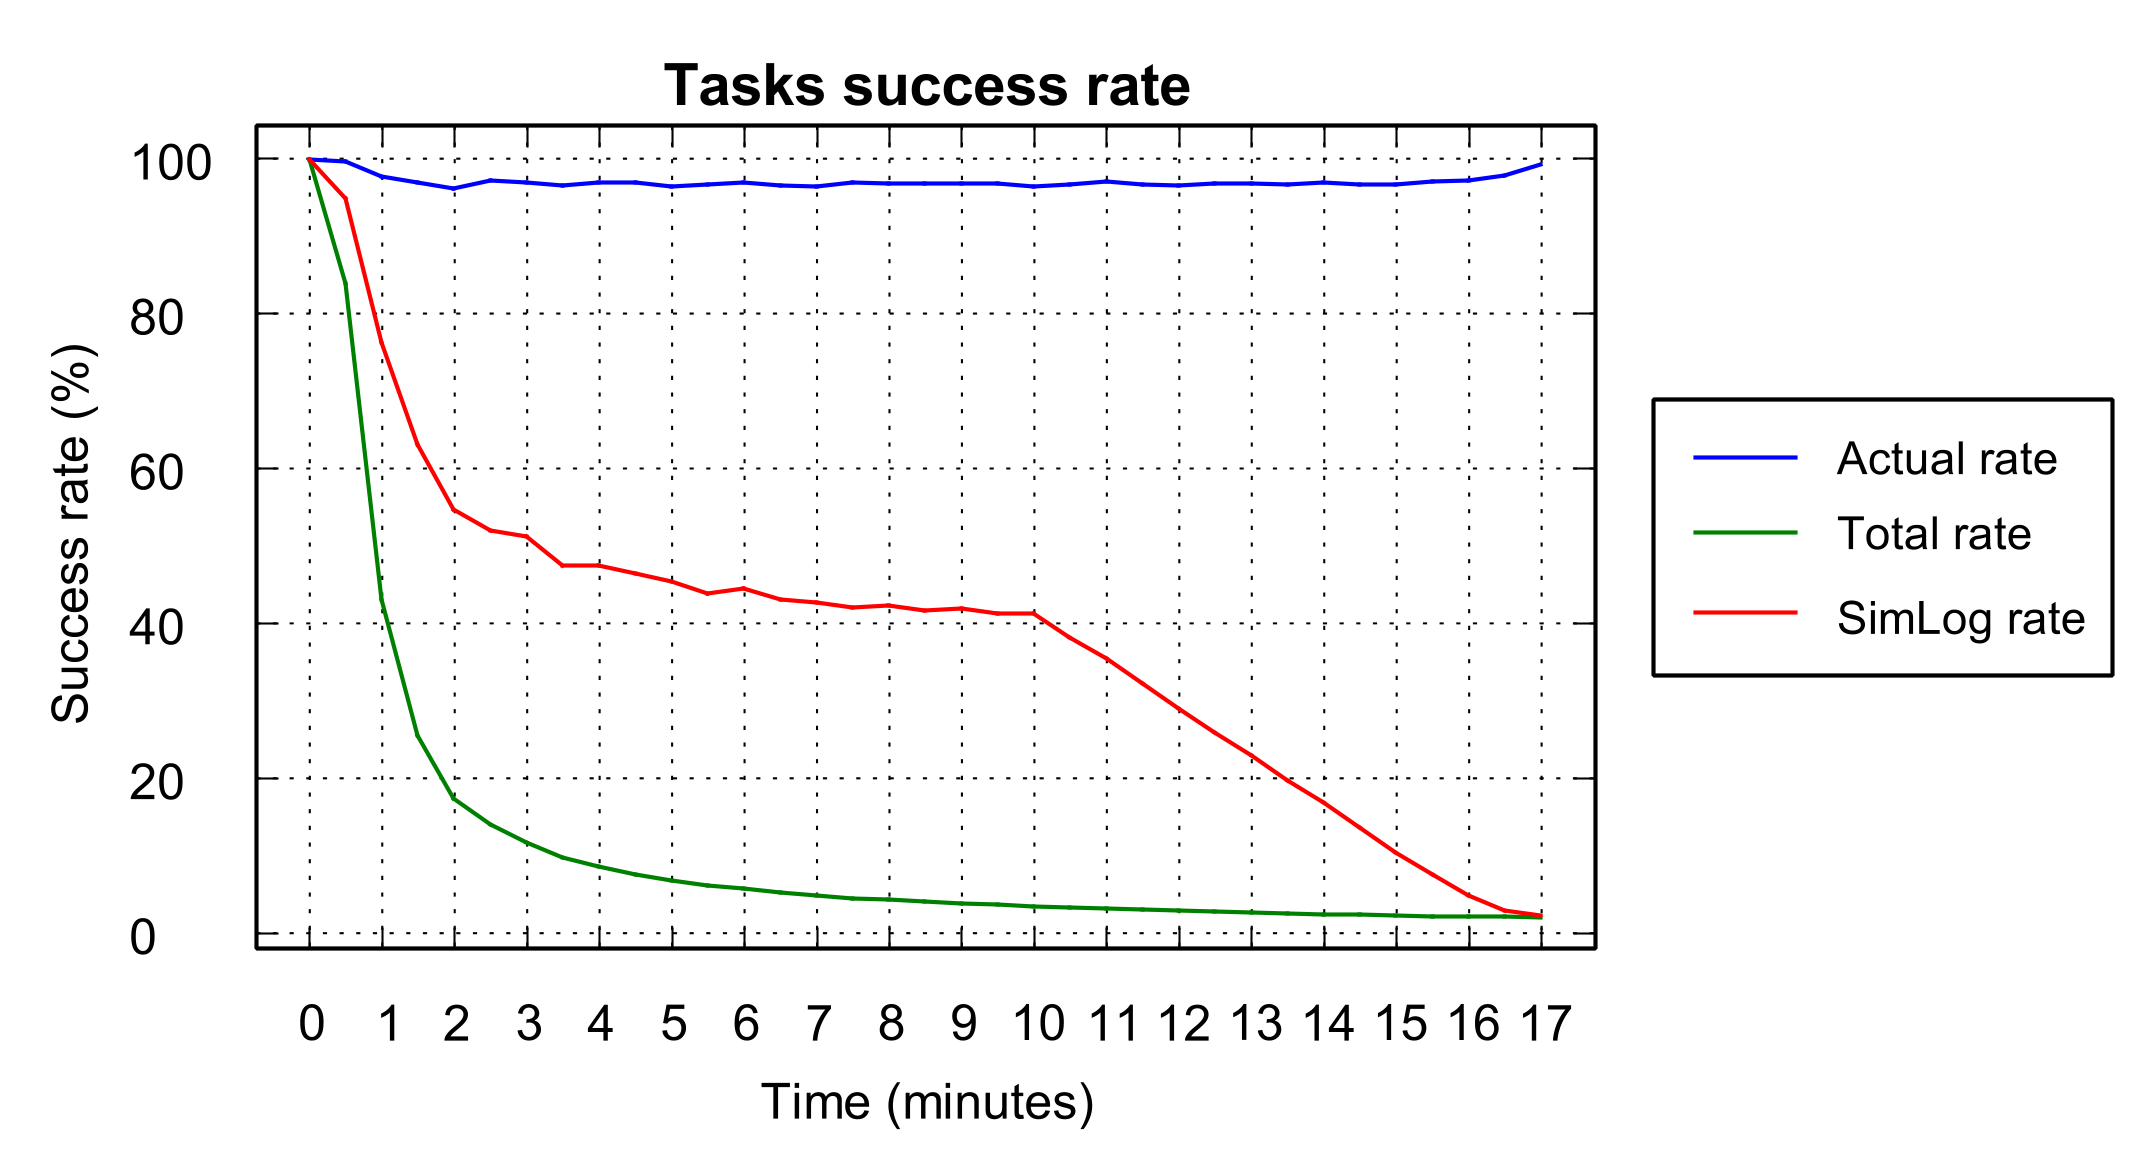 Tasks success rate
Success rate (%)
100
80
60
40
20
0
0 1 2 3 4 5 6 7 8 9 10 11 12 13 14 15 16 17
Time (minutes)
Actual rate
Total rate
SimLog rate